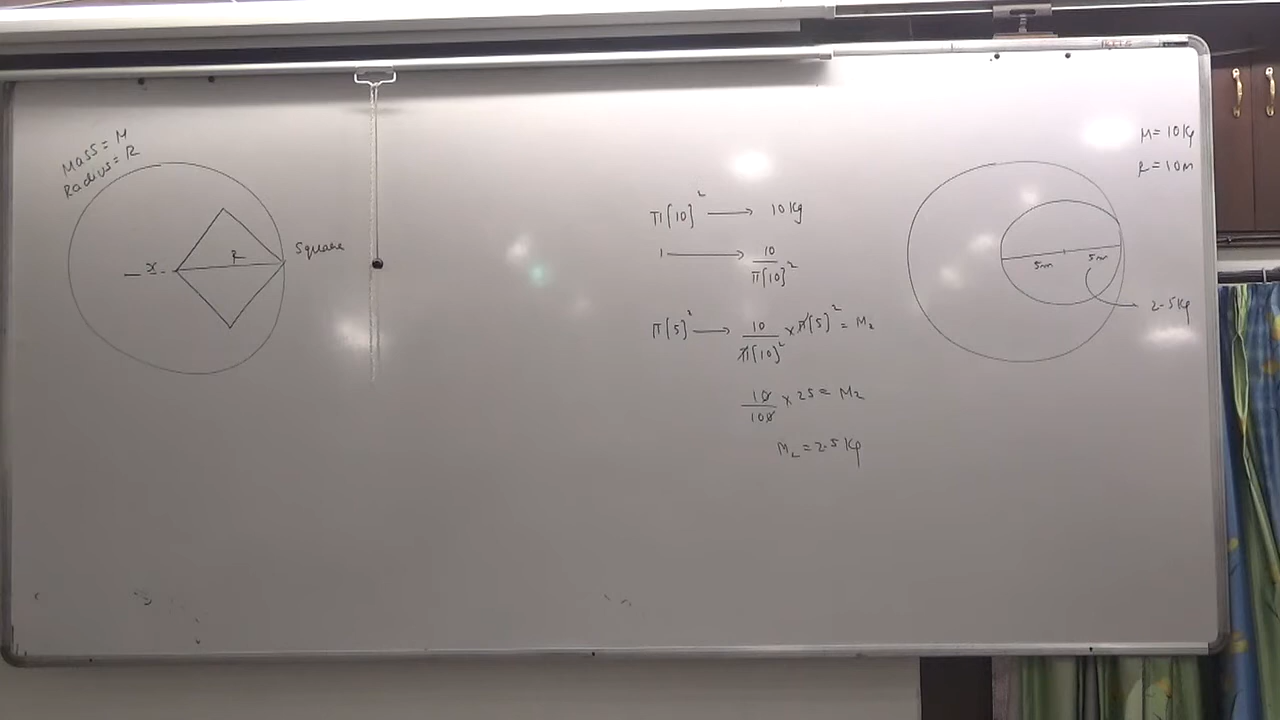 Mass = M
Radius = R
x
R
Square
π[10]² ⟶ 10 Kg
1 ⟶ 10/π[10]²
π[5]² ⟶ 10/π[10]² × π[5]² = M₂
10/100 × 25 = M₂
M₂ = 2.5 Kg
M = 10 Kg
R = 10m
5m 5m
2.5 Kg